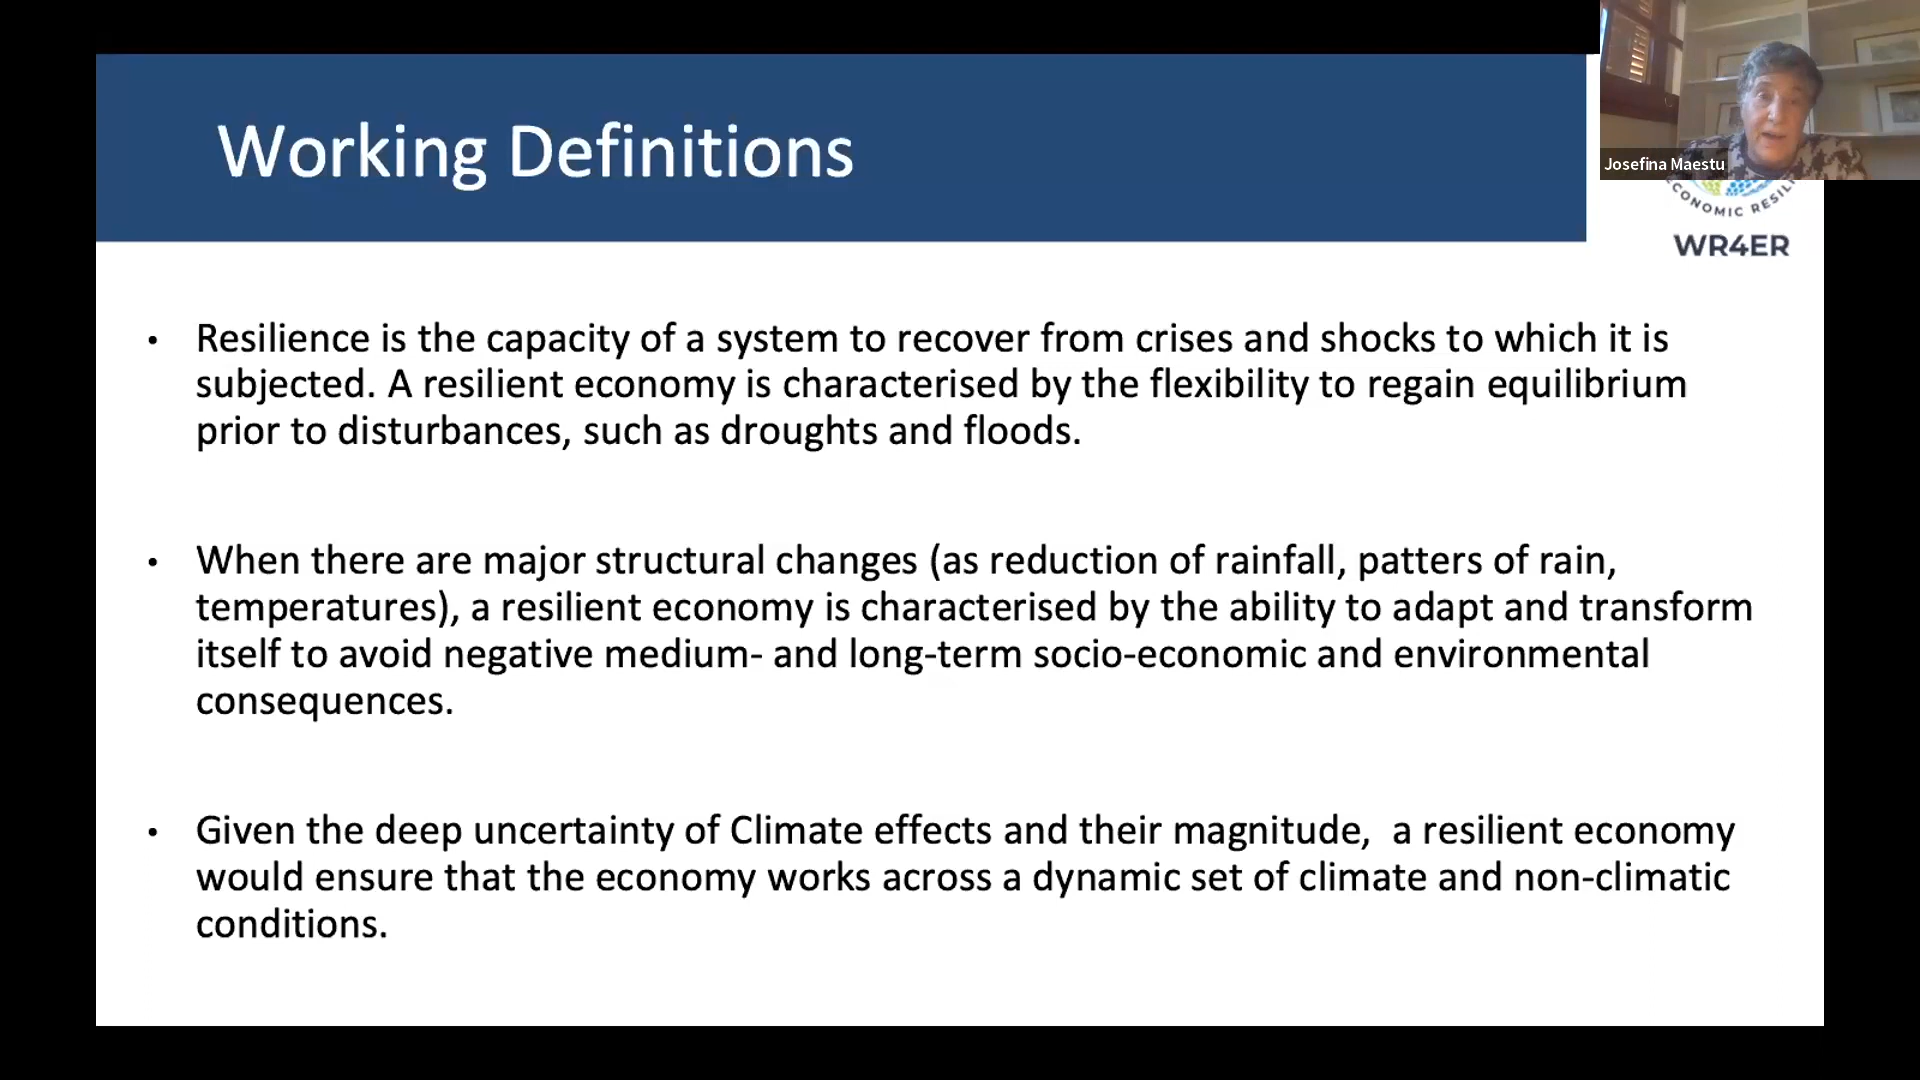 Working Definitions
Josefina Maestu
CONOMIC RESIL
WR4ER
• Resilience is the capacity of a system to recover from crises and shocks to which it is
subjected. A resilient economy is characterised by the flexibility to regain equilibrium
prior to disturbances, such as droughts and floods.
• When there are major structural changes (as reduction of rainfall, patters of rain,
temperatures), a resilient economy is characterised by the ability to adapt and transform
itself to avoid negative medium- and long-term socio-economic and environmental
consequences.
• Given the deep uncertainty of Climate effects and their magnitude,  a resilient economy
would ensure that the economy works across a dynamic set of climate and non-climatic
conditions.